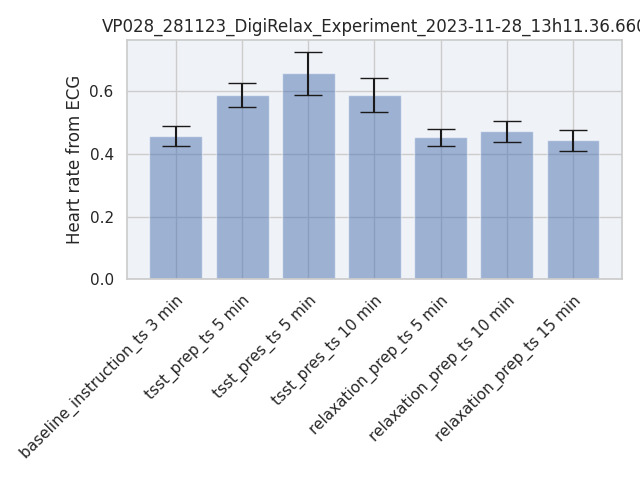 VP028_281123_DigiRelax_Experiment_2023-11-28_13h11.36.660
Heart rate from ECG
0.6
0.4
0.2
0.0
baseline_instruction_ts 3 min
tsst_prep_ts 5 min
tsst_pres_ts 5 min
tsst_pres_ts 10 min
relaxation_prep_ts 5 min
relaxation_prep_ts 10 min
relaxation_prep_ts 15 min